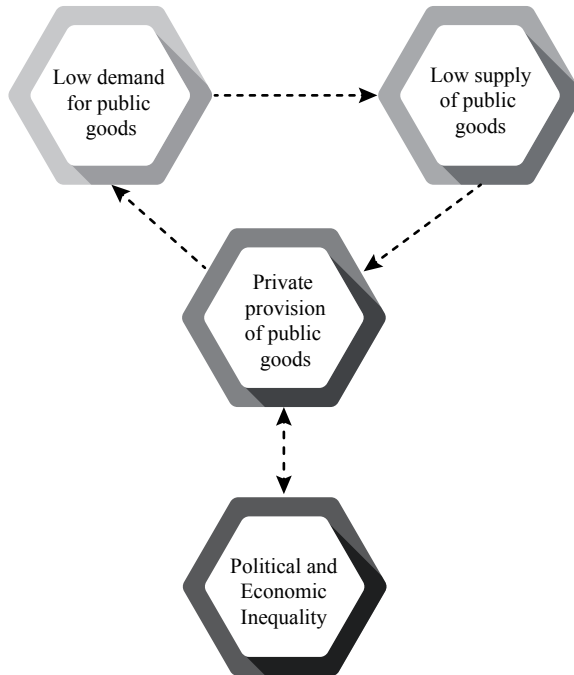 Low demand
for public
goods
Low supply
of public
goods
Private
provision
of public
goods
Political and
Economic
Inequality